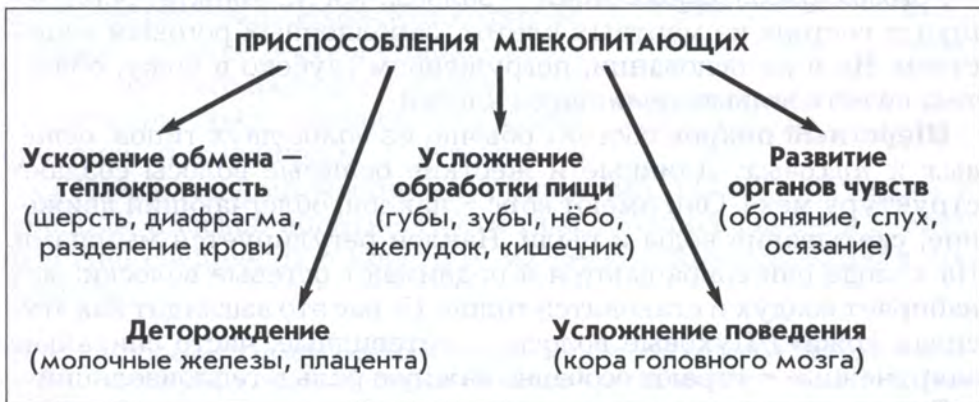 ПРИСПОСОБЛЕНИЯ МЛЕКОПИТАЮЩИХ
Ускорение обмена —
теплокровность
(шерсть, диафрагма,
разделение крови)
Усложнение
обработки пищи
(губы, зубы, нёбо,
желудок, кишечник)
Развитие
органов чувств
(обоняние, слух,
осязание)
Деторождение
(млечные железы, плацента)
Усложнение поведения
(кора головного мозга)